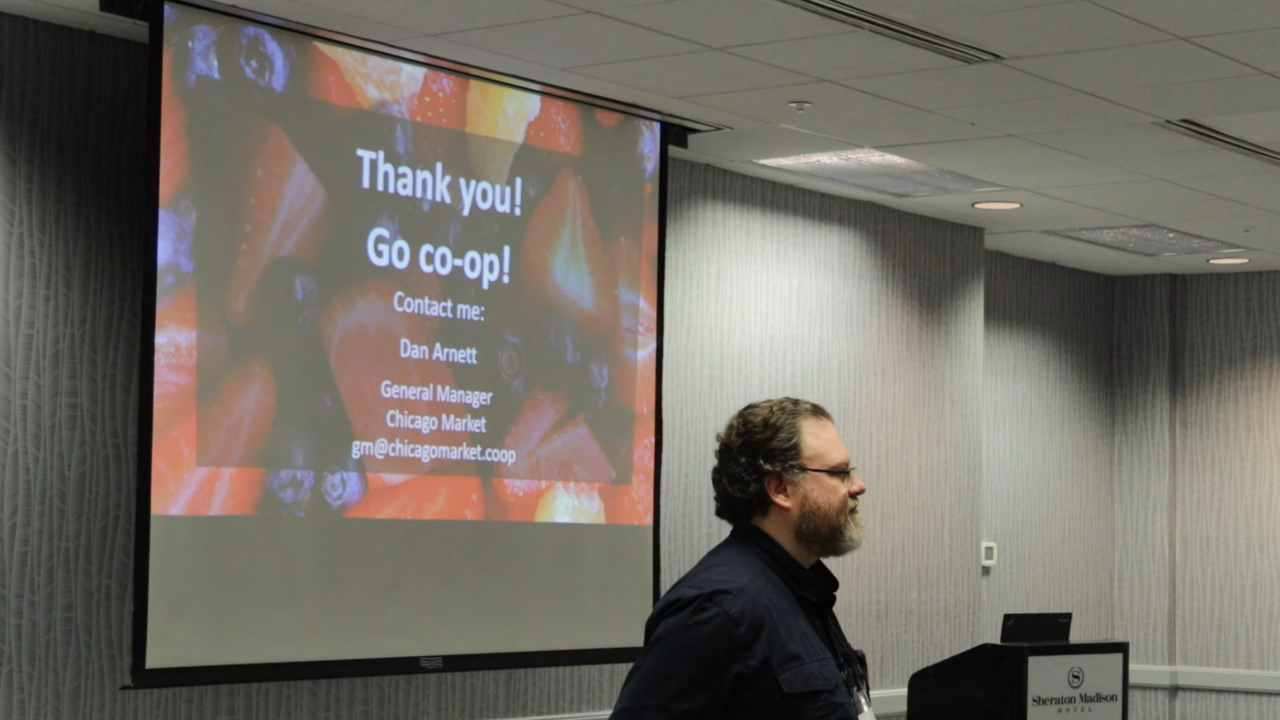 Thank you!
Go co-op!
Contact me:
Dan Arnett
General Manager
Chicago Market
gm@chicagomarket.coop
S
Sheraton Madison
HOTEL